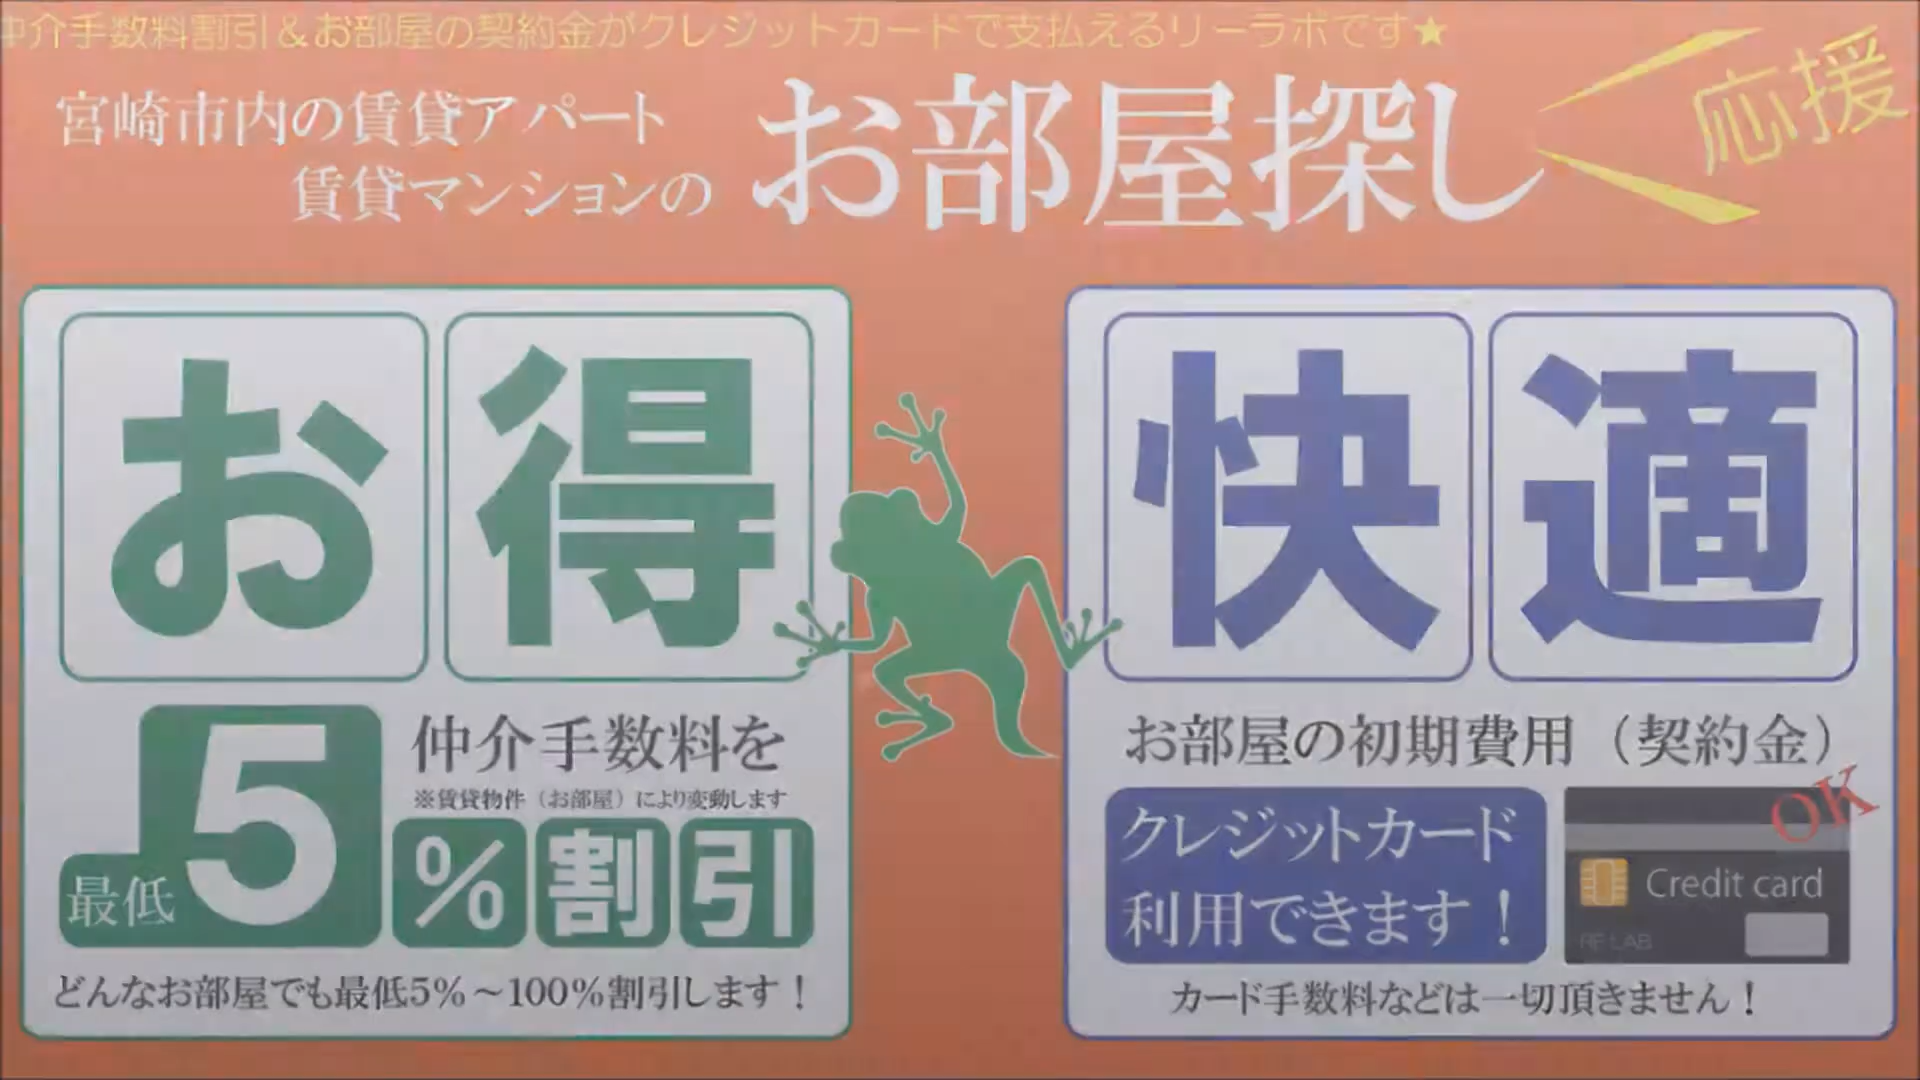 仲介手数料割引＆お部屋の契約金がクレジットカードで支払えるリーラボです★
宮崎市内の賃貸アパート
賃貸マンションの
お部屋探し
応援
お得
最低5%割引
仲介手数料を
※賃貸物件（お部屋）により変動します
どんなお部屋でも最低5%～100%割引します！
快適
お部屋の初期費用（契約金）
クレジットカード
利用できます！
OK
Credit card
RE LAB
カード手数料などは一切頂きません！